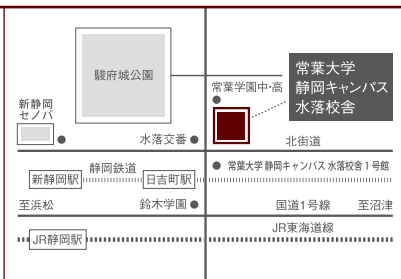 駿府城公園
常葉大学
静岡キャンパス
水落校舎
常葉学園中・高
新静岡
セノバ
水落交番
北街道
静岡鉄道
常葉大学 静岡キャンパス 水落校舎1号館
新静岡駅
日吉町駅
至浜松
鈴木学園
国道1号線
至沼津
JR東海道線
JR静岡駅